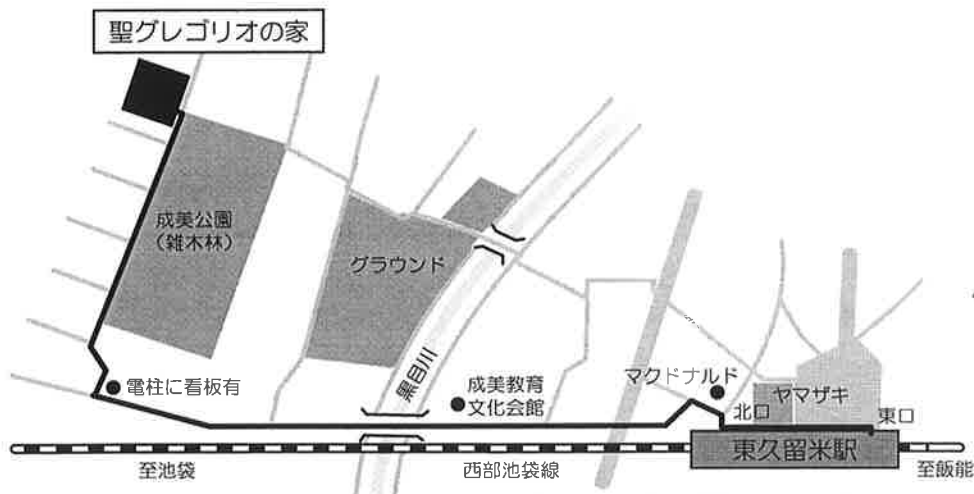 聖グレゴリオの家
成美公園
（雑木林）
グラウンド
黒目川
電柱に看板有
成美教育
文化会館
マクドナルド
ヤマザキ
北口
東口
東久留米駅
至池袋
西部池袋線
至飯能